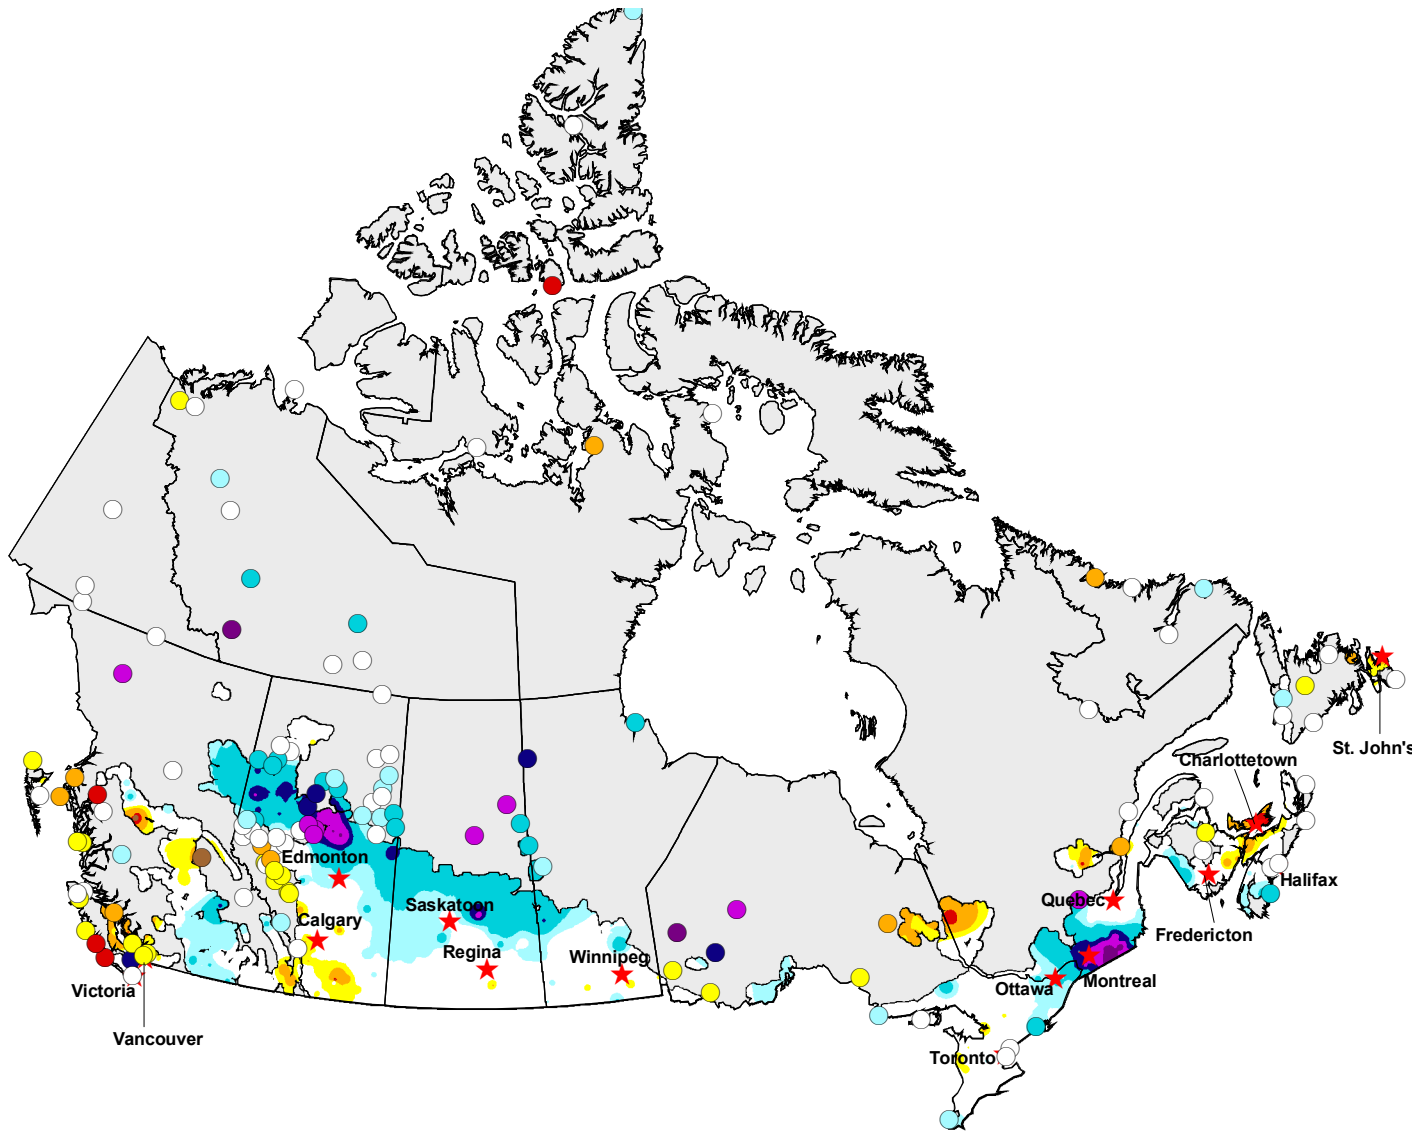 St. John's
Charlottetown
Edmonton
Halifax
Quebec
Saskatoon
Calgary
Fredericton
Regina
Winnipeg
Montreal
Ottawa
Victoria
Vancouver
Toronto